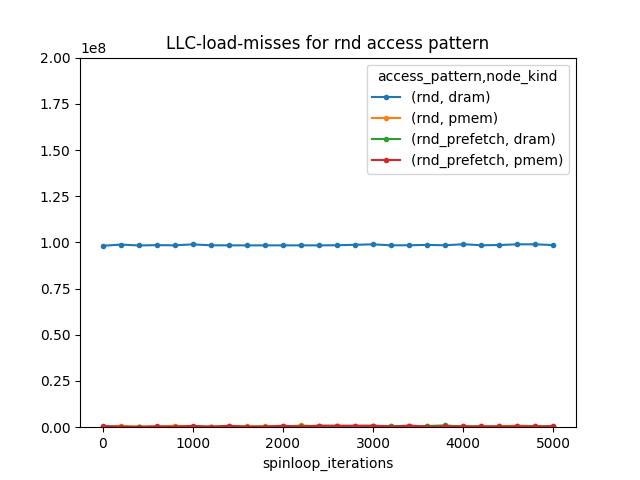 LLC-load-misses for rnd access pattern
1e8
2.00
1.75
1.50
1.25
1.00
0.75
0.50
0.25
0.00
access_pattern,node_kind
(rnd, dram)
(rnd, pmem)
(rnd_prefetch, dram)
(rnd_prefetch, pmem)
0 1000 2000 3000 4000 5000
spinloop_iterations